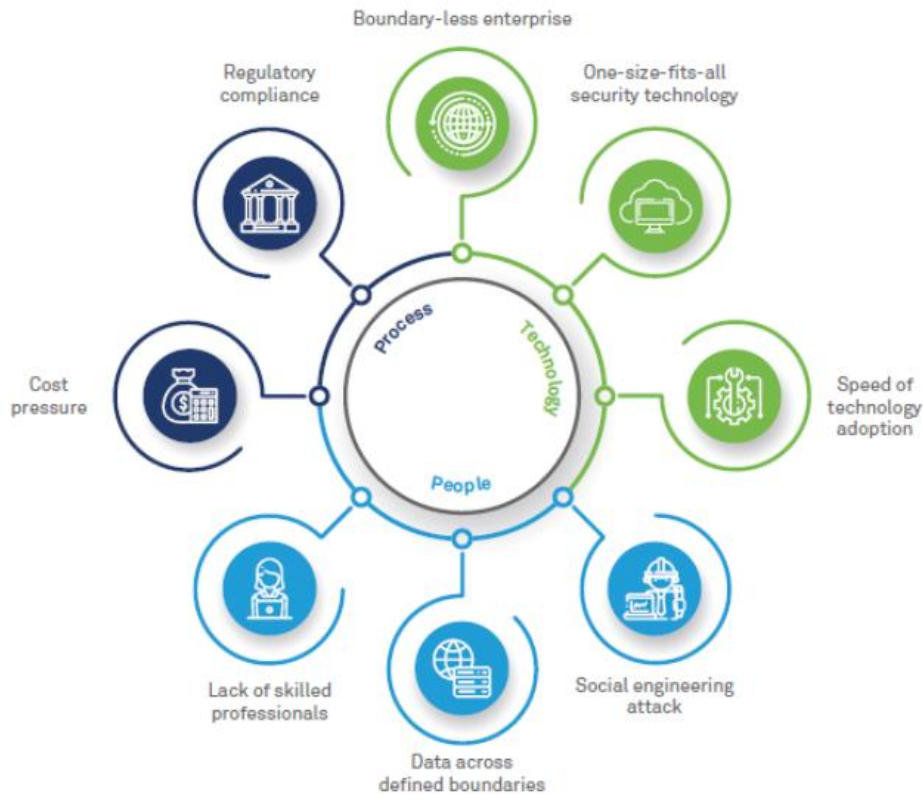 Boundary-less enterprise
Regulatory
compliance
One-size-fits-all
security technology
Process
Technology
People
Cost
pressure
Speed of
technology
adoption
Lack of skilled
professionals
Social engineering
attack
Data across
defined boundaries
$